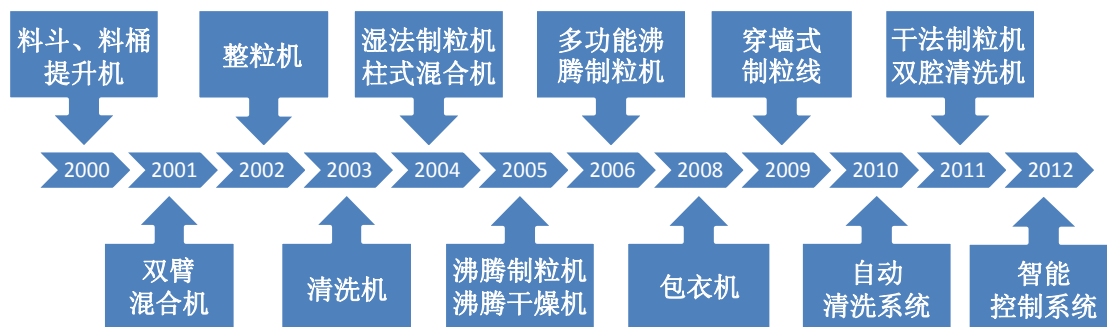 料斗、料桶
提升机
整粒机
湿法制粒机
柱式混合机
多功能沸
腾制粒机
穿墙式
制粒线
干法制粒机
双腔清洗机
2000
2001
2002
2003
2004
2005
2006
2008
2009
2010
2011
2012
双臂
混合机
清洗机
沸腾制粒机
沸腾干燥机
包衣机
自动
清洗系统
智能
控制系统